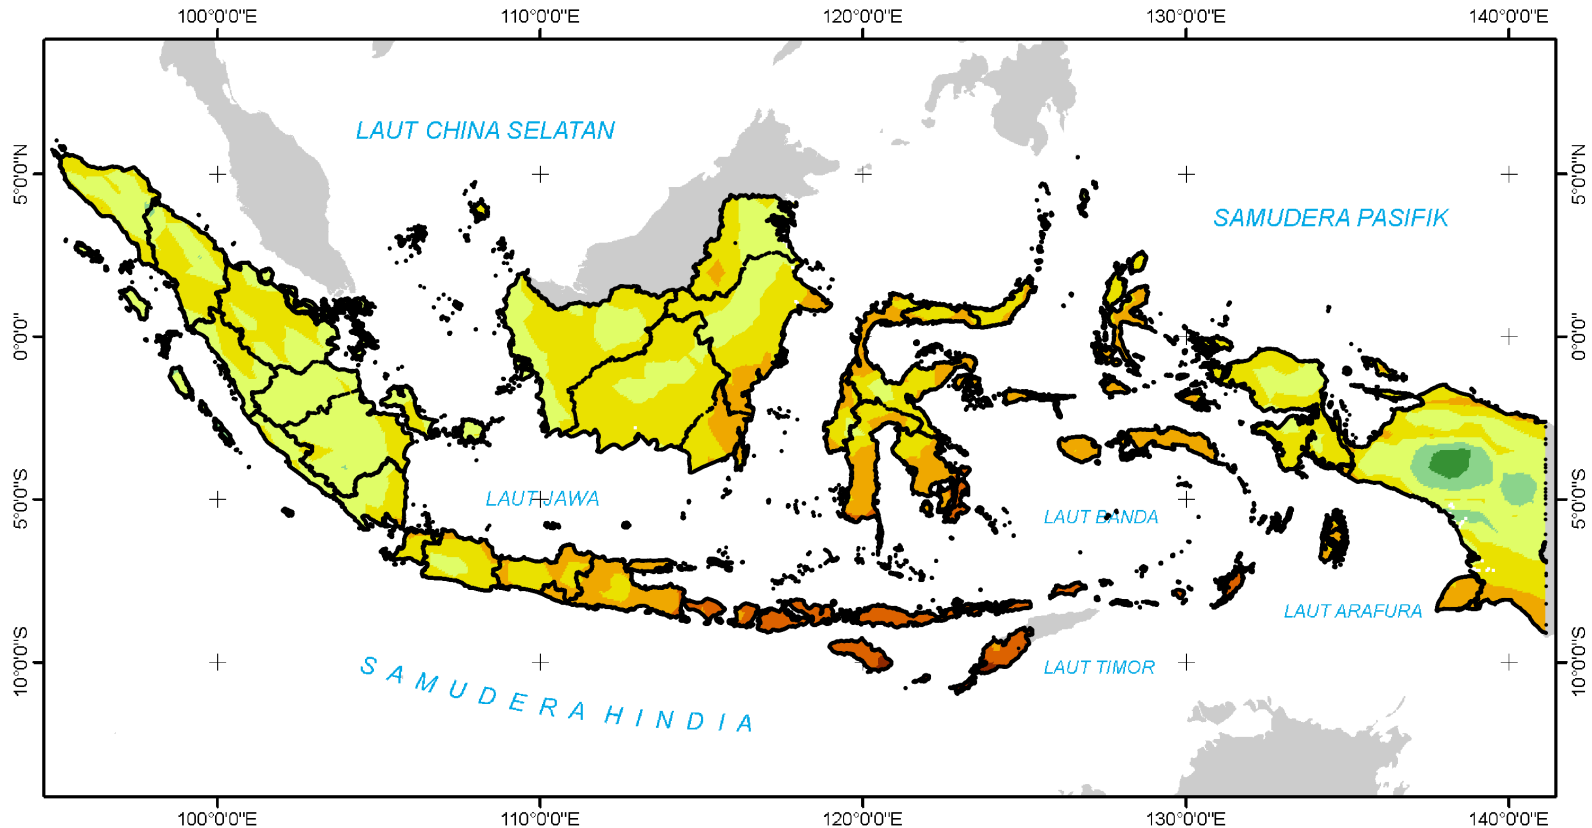 100°0'0"E 110°0'0"E 120°0'0"E 130°0'0"E 140°0'0"E
LAUT CHINA SELATAN
5°0'0"N 5°0'0"N
SAMUDERA PASIFIK
0°0'0" 0°0'0"
5°0'0"S 5°0'0"S
LAUT JAWA
LAUT BANDA
LAUT ARAFURA
10°0'0"S 10°0'0"S
LAUT TIMOR
SAMUDERA HINDIA
100°0'0"E 110°0'0"E 120°0'0"E 130°0'0"E 140°0'0"E